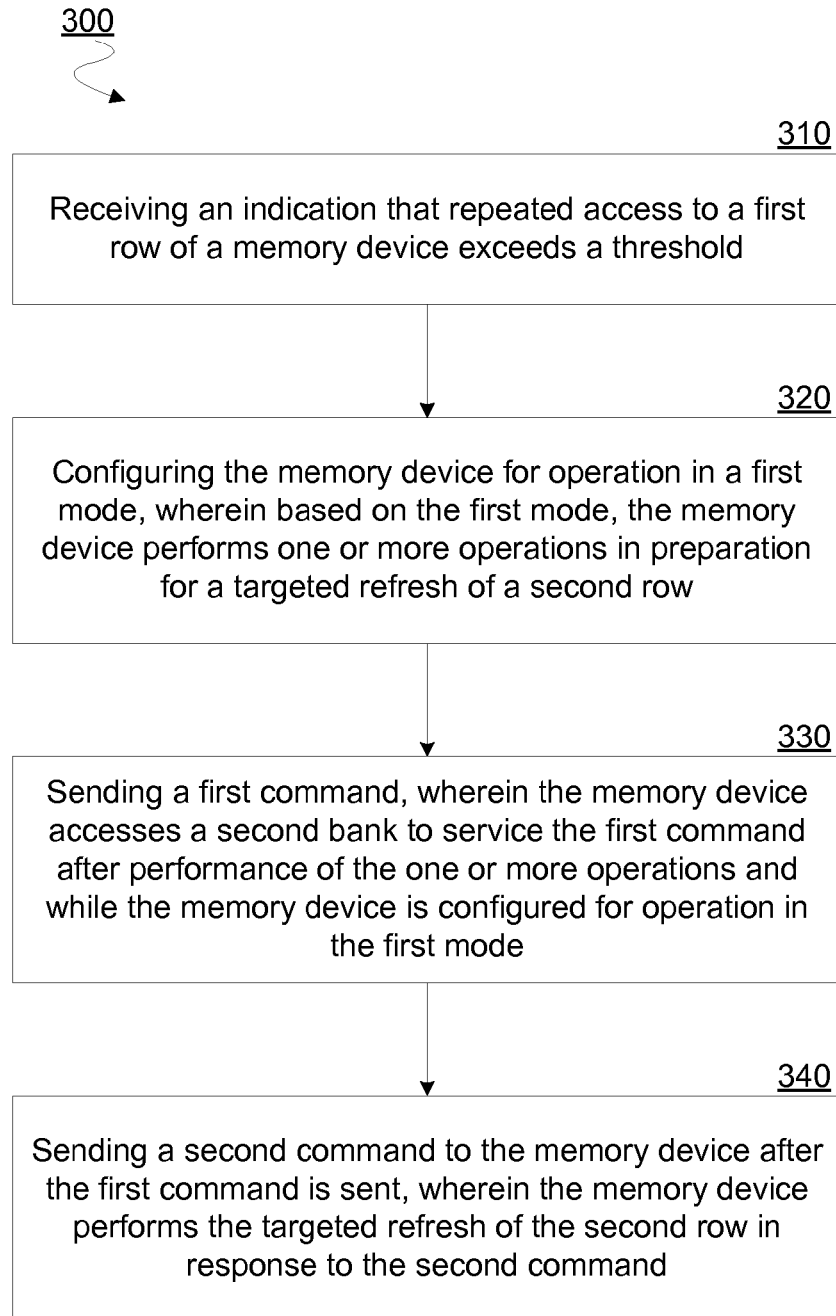 300
310
Receiving an indication that repeated access to a first
row of a memory device exceeds a threshold
320
Configuring the memory device for operation in a first
mode, wherein based on the first mode, the memory
device performs one or more operations in preparation
for a targeted refresh of a second row
330
Sending a first command, wherein the memory device
accesses a second bank to service the first command
after performance of the one or more operations and
while the memory device is configured for operation in
the first mode
340
Sending a second command to the memory device after
the first command is sent, wherein the memory device
performs the targeted refresh of the second row in
response to the second command